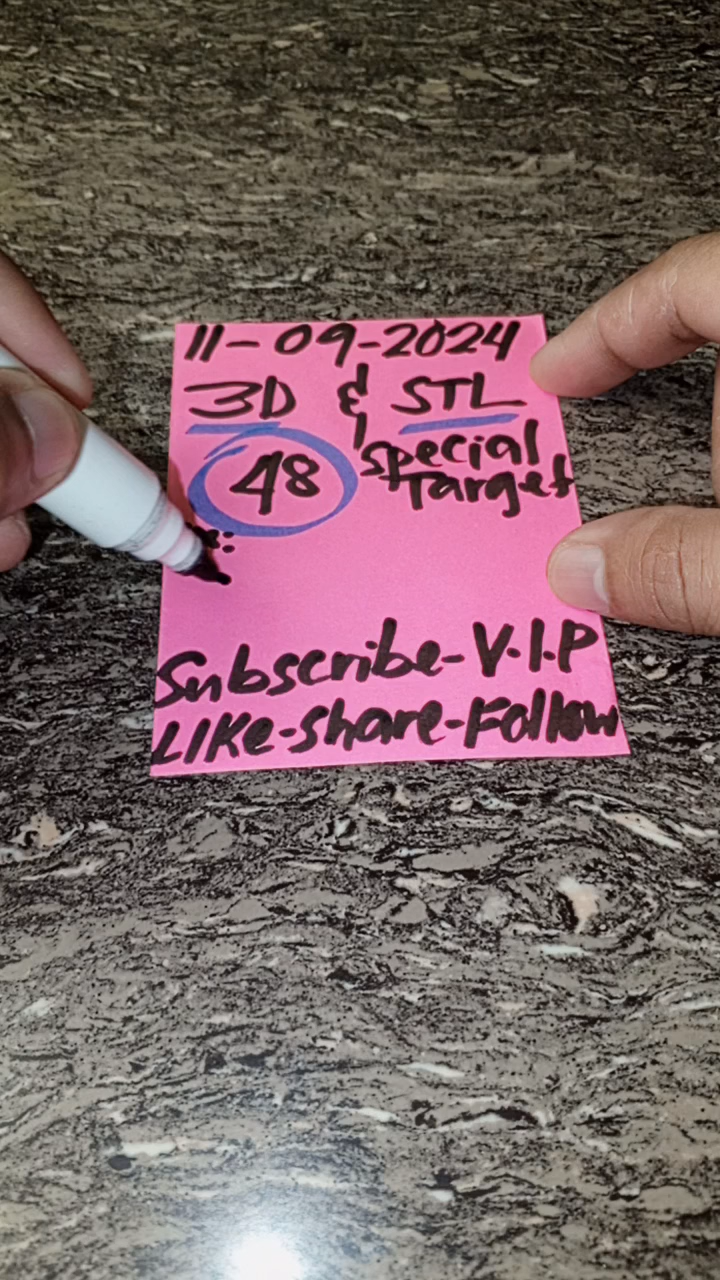 11-09-2024
3D & STL
48 special Target
Subscribe-V.I.P
LIKe-share-Follow